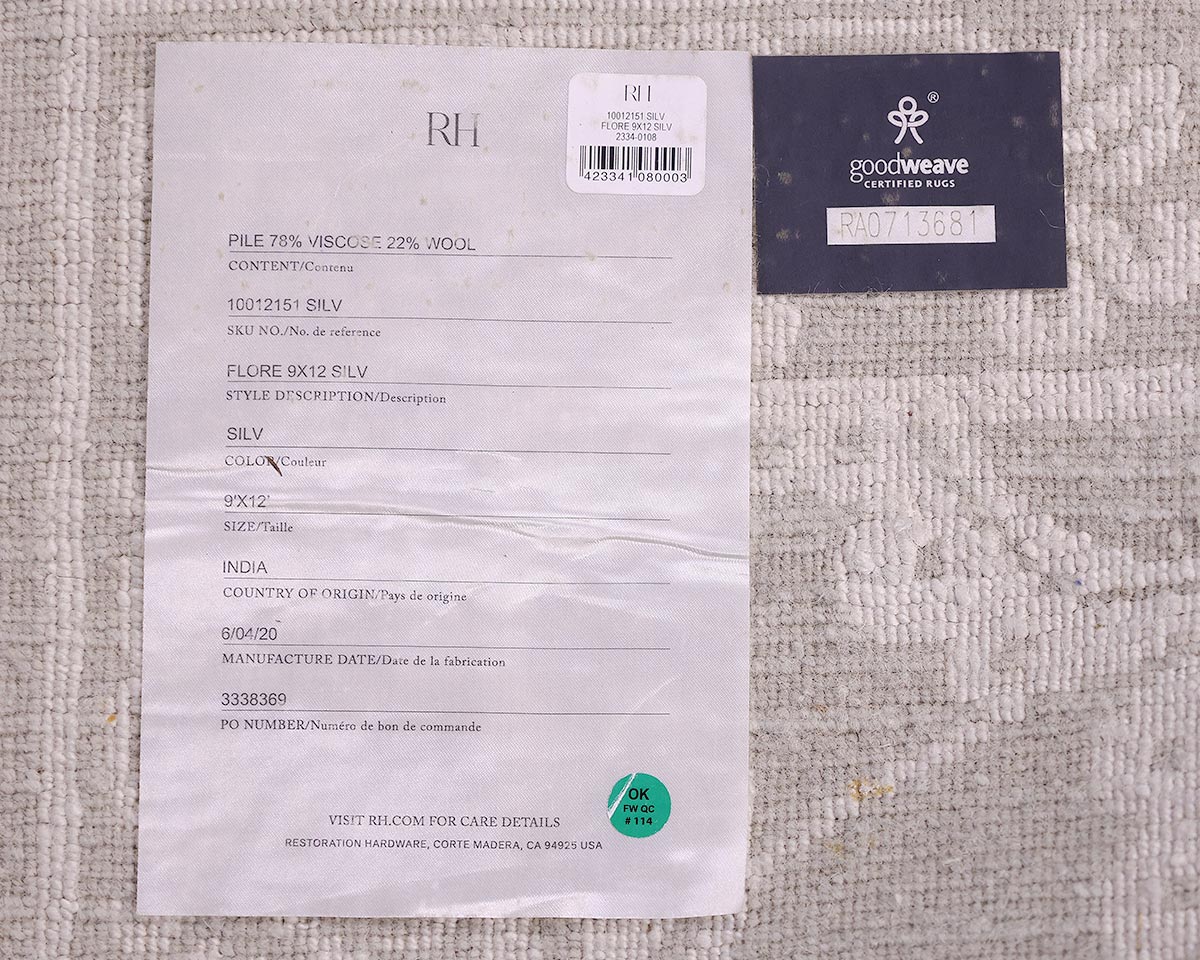 RH
RH
10012151 SILV
FLORE 9X12 SILV
2334-0108
423341 080003
PILE 78% VISCOSE 22% WOOL
CONTENT/Contenu
10012151 SILV
SKU NO./No. de reference
FLORE 9X12 SILV
STYLE DESCRIPTION/Description
SILV
COLOR/Couleur
9'X12'
SIZE/Taille
INDIA
COUNTRY OF ORIGIN/Pays de origine
6/04/20
MANUFACTURE DATE/Date de la fabrication
3338369
PO NUMBER/Numéro de bon de commande
OK
FW QC
# 114
VISIT RH.COM FOR CARE DETAILS
RESTORATION HARDWARE, CORTE MADERA, CA 94925 USA
®
goodweave
CERTIFIED RUGS
RA0713681